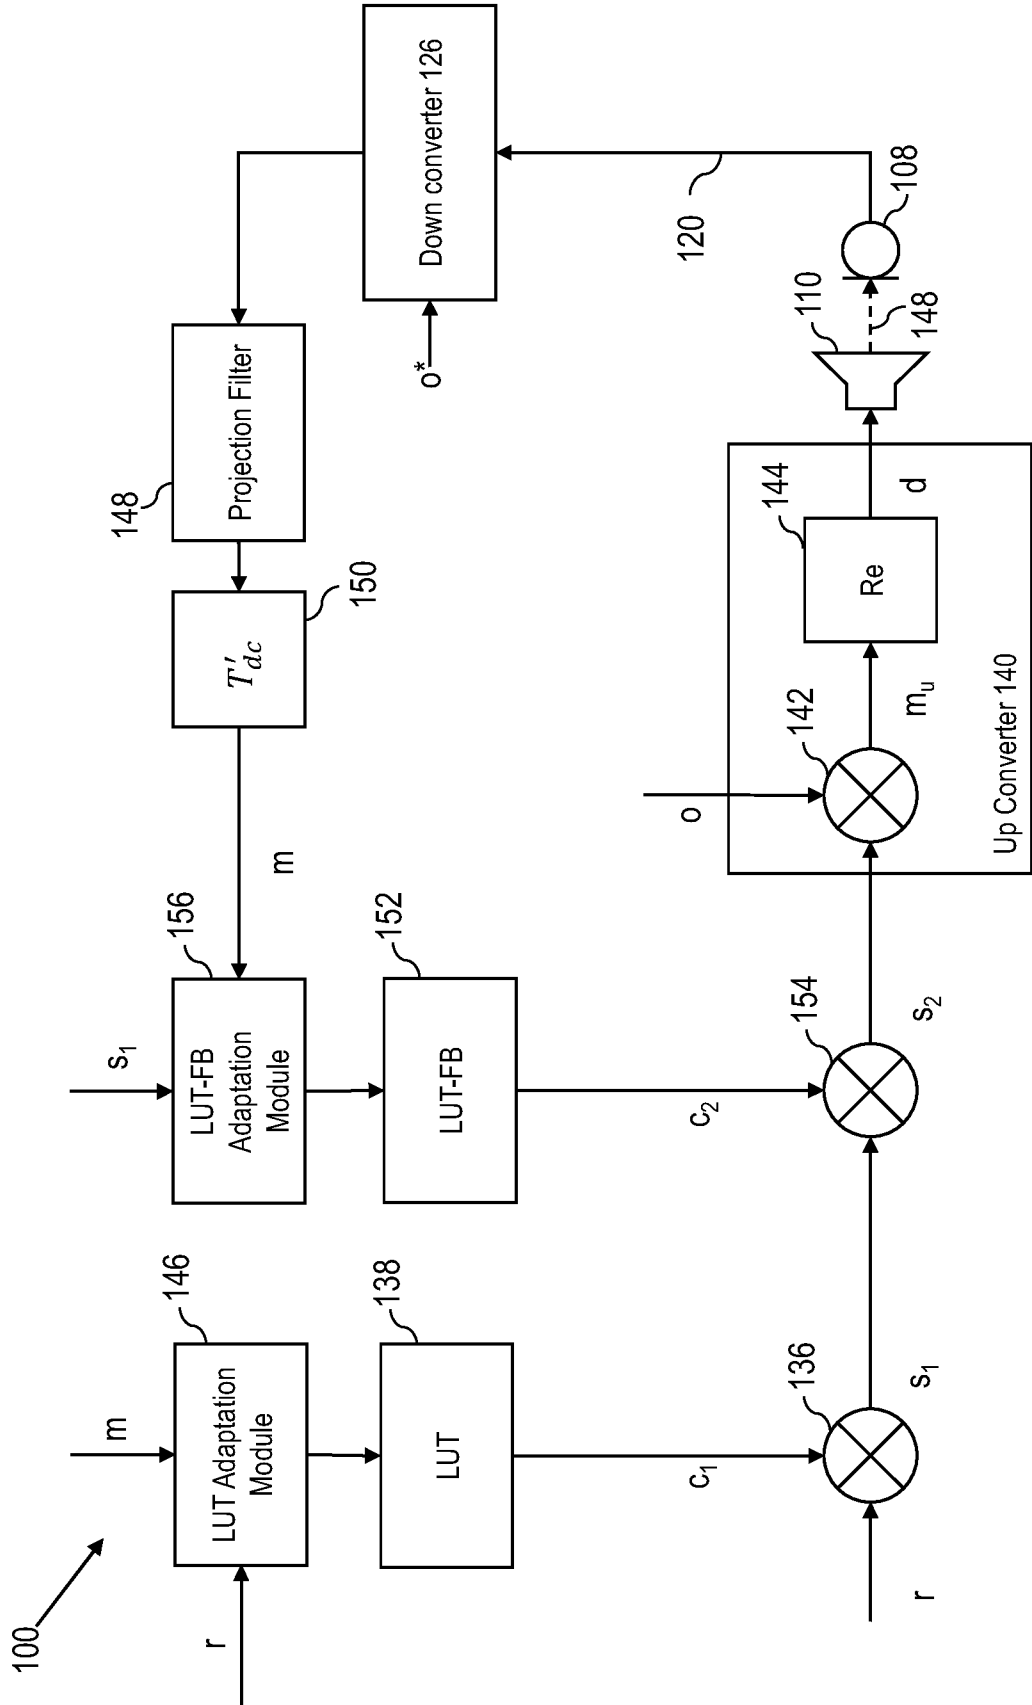 100
m
146
r
LUT Adaptation
Module
138
LUT
c₁
136
r
s₁
s₁
156
LUT-FB
Adaptation
Module
152
LUT-FB
c₂
154
s₂
m
150
T′dc
148
Projection Filter
o*
Down converter 126
120
o
142
mᵤ
144
Re
d
Up Converter 140
110
148
108